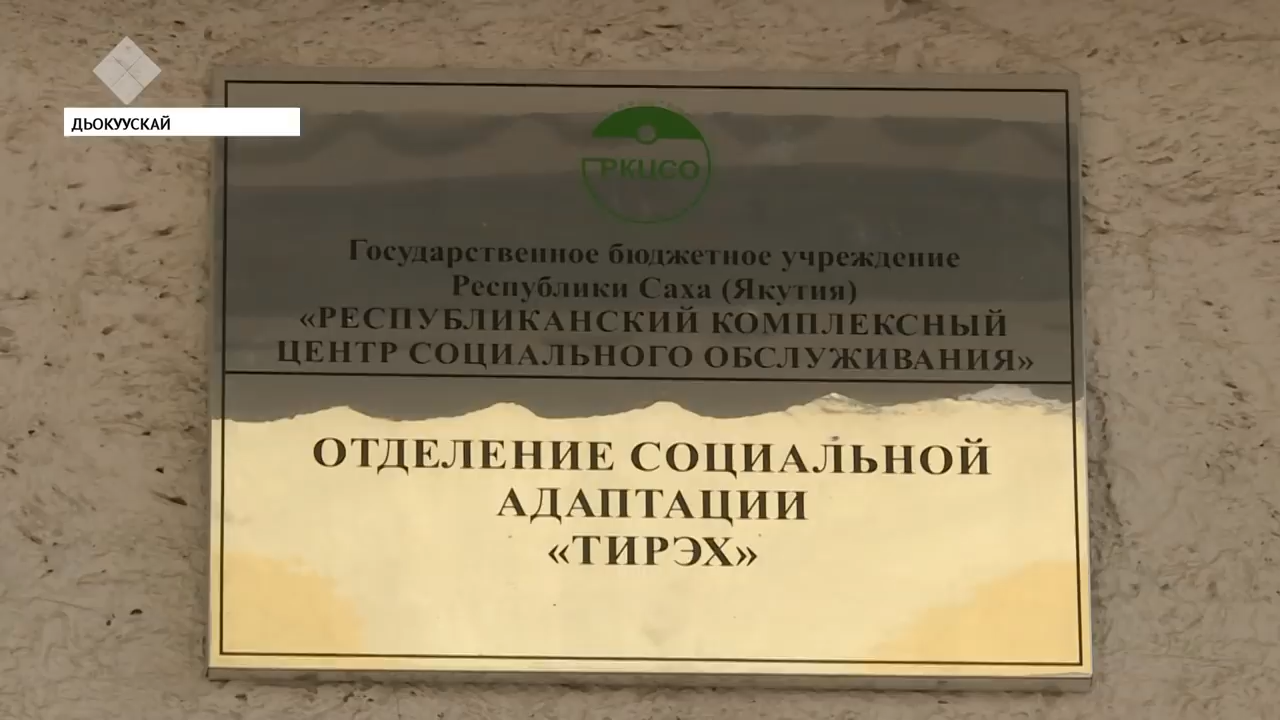 ДЬОКУУСКАЙ
РКЦСО
Государственное бюджетное учреждение
Республики Саха (Якутия)
«РЕСПУБЛИКАНСКИЙ КОМПЛЕКСНЫЙ
ЦЕНТР СОЦИАЛЬНОГО ОБСЛУЖИВАНИЯ»
ОТДЕЛЕНИЕ СОЦИАЛЬНОЙ
АДАПТАЦИИ
«ТИРЭХ»